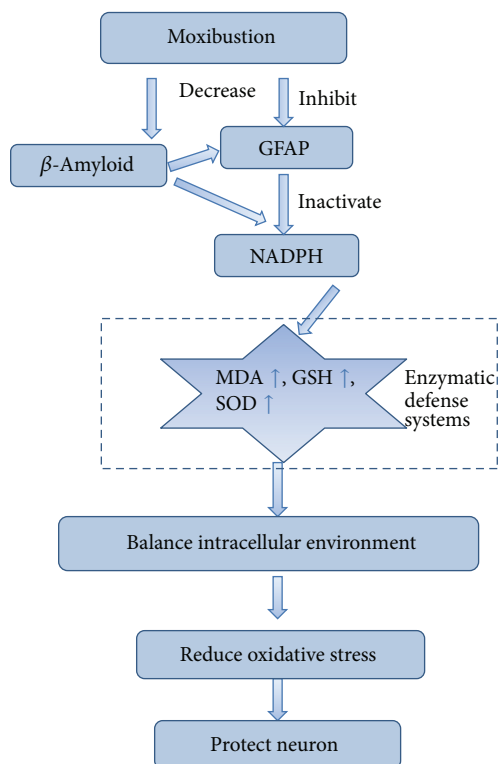 Moxibustion
Decrease
Inhibit
β-Amyloid
GFAP
Inactivate
NADPH
MDA ↑, GSH ↑,
SOD ↑
Enzymatic
defense
systems
Balance intracellular environment
Reduce oxidative stress
Protect neuron